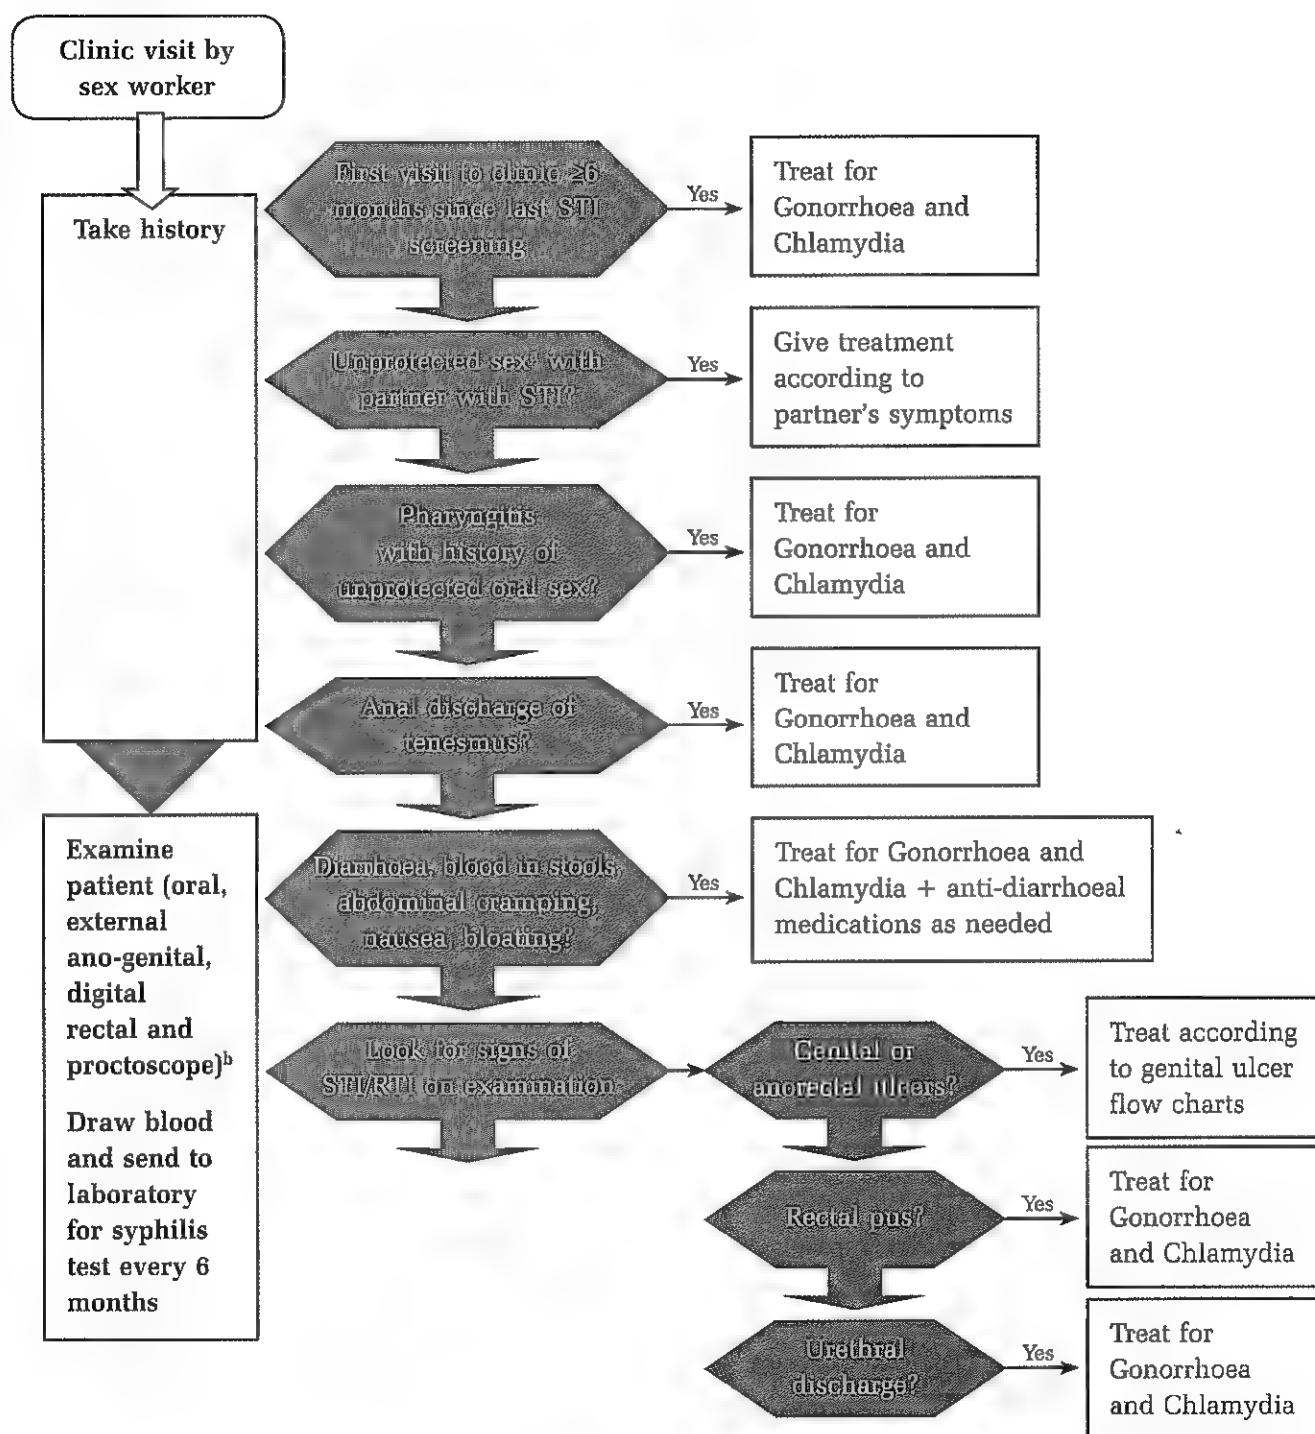 Clinic visit by
sex worker
Take history
First visit to clinic ≥6
months since last STI
screening
Yes
Treat for
Gonorrhoea and
Chlamydia
Unprotected sex with
partner with STI?
Yes
Give treatment
according to
partner's symptoms
Pharyngitis
with history of
unprotected oral sex?
Yes
Treat for
Gonorrhoea and
Chlamydia
Anal discharge of
tenesmus?
Yes
Treat for
Gonorrhoea and
Chlamydia
Examine
patient (oral,
external
ano-genital,
digital
rectal and
proctoscope)ᵇ
Draw blood
and send to
laboratory
for syphilis
test every 6
months
Diarrhoea, blood in stools,
abdominal cramping,
nausea, bloating?
Yes
Treat for Gonorrhoea and
Chlamydia + anti-diarrhoeal
medications as needed
Look for signs of
STI/RTI on examination
Genital or
anorectal ulcers?
Yes
Treat according
to genital ulcer
flow charts
Rectal pus?
Yes
Treat for
Gonorrhoea
and Chlamydia
Urethral
discharge?
Yes
Treat for
Gonorrhoea
and Chlamydia